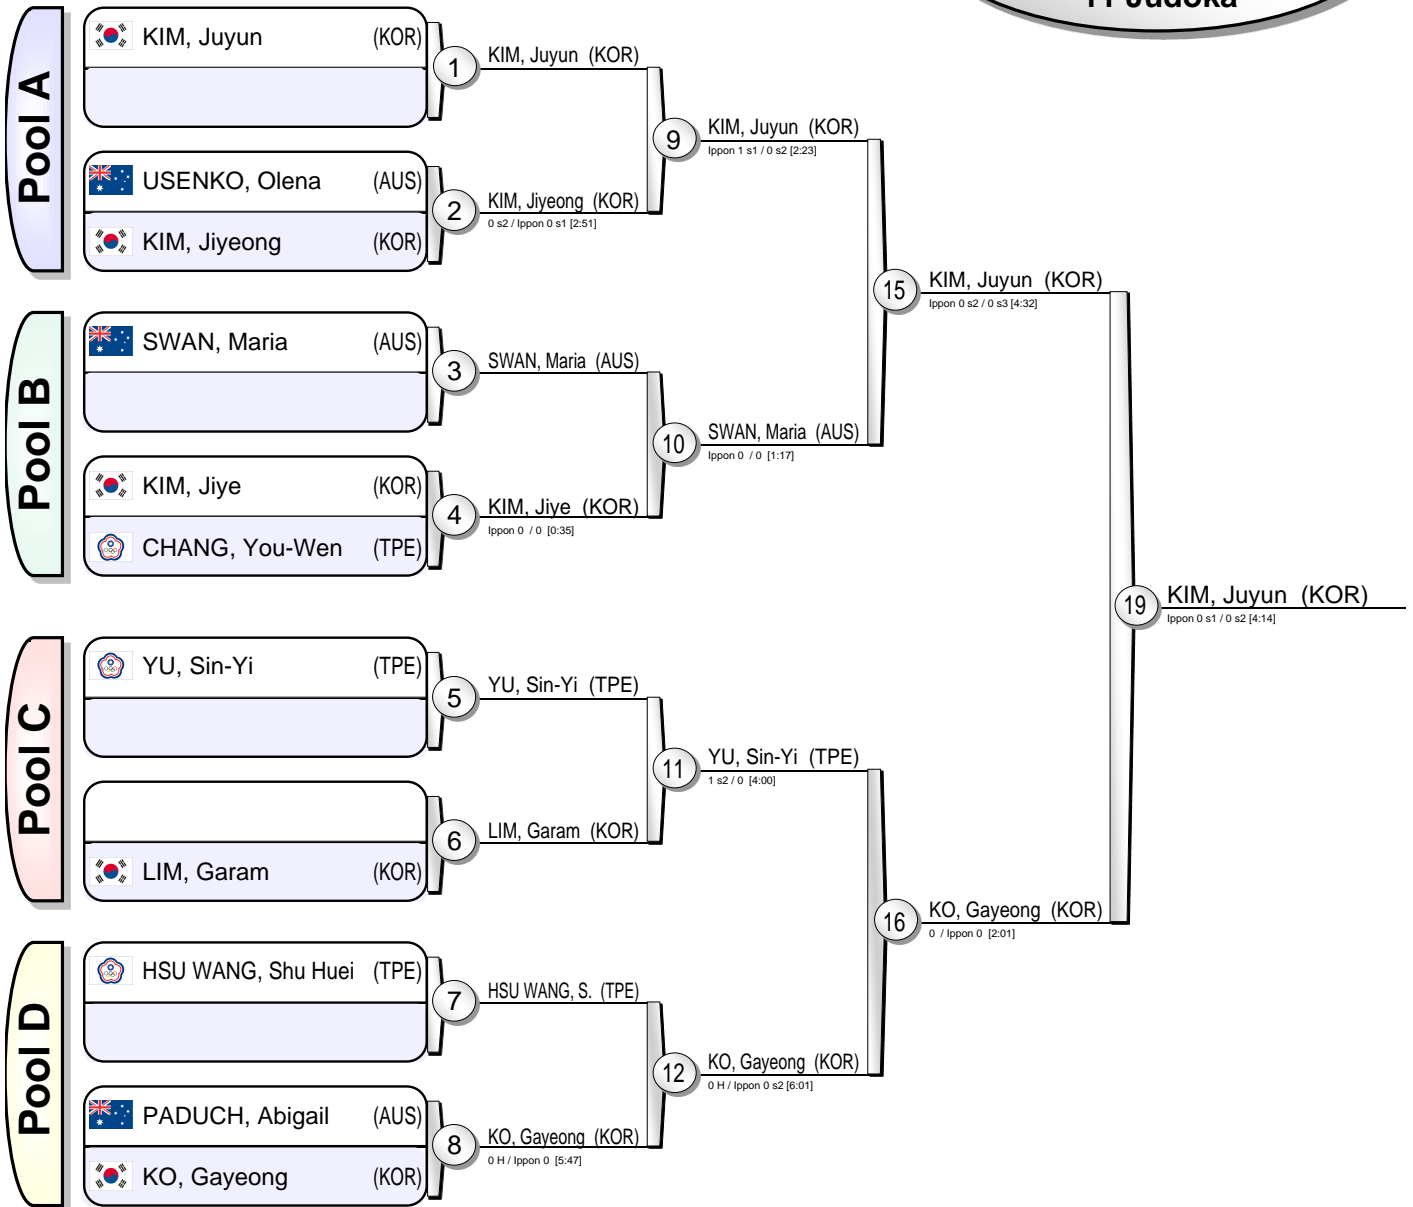 11 Judoka
Pool A
KIM, Juyun (KOR)
USENKO, Olena (AUS)
KIM, Jiyeong (KOR)
Pool B
SWAN, Maria (AUS)
KIM, Jiye (KOR)
CHANG, You-Wen (TPE)
Pool C
YU, Sin-Yi (TPE)
LIM, Garam (KOR)
Pool D
HSU WANG, Shu Huei (TPE)
PADUCH, Abigail (AUS)
KO, Gayeong (KOR)
1
KIM, Juyun (KOR)
2
KIM, Jiyeong (KOR)
0 s2 / Ippon 0 s1 [2:51]
3
SWAN, Maria (AUS)
4
KIM, Jiye (KOR)
Ippon 0 / 0 [0:35]
5
YU, Sin-Yi (TPE)
6
LIM, Garam (KOR)
7
HSU WANG, S. (TPE)
8
KO, Gayeong (KOR)
0 H / Ippon 0 [5:47]
9
KIM, Juyun (KOR)
Ippon 1 s1 / 0 s2 [2:23]
10
SWAN, Maria (AUS)
Ippon 0 / 0 [1:17]
11
YU, Sin-Yi (TPE)
1 s2 / 0 [4:00]
12
KO, Gayeong (KOR)
0 H / Ippon 0 s2 [6:01]
15
KIM, Juyun (KOR)
Ippon 0 s2 / 0 s3 [4:32]
16
KO, Gayeong (KOR)
0 / Ippon 0 [2:01]
19
KIM, Juyun (KOR)
Ippon 0 s1 / 0 s2 [4:14]